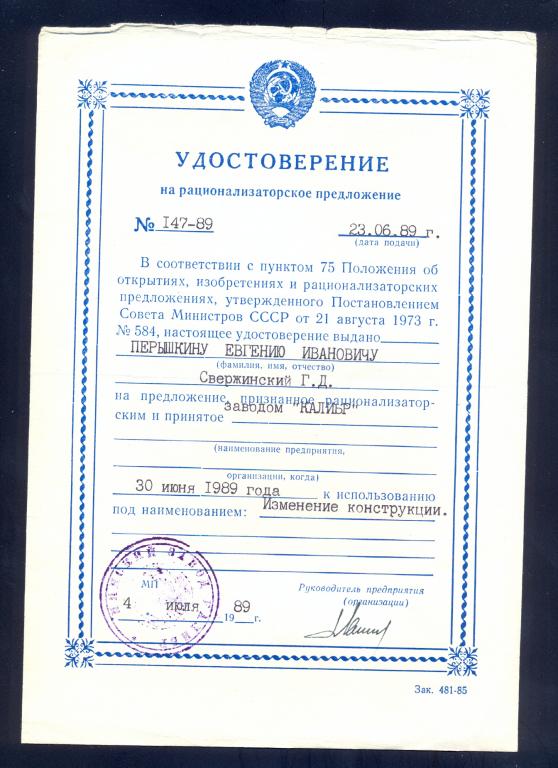 УДОСТОВЕРЕНИЕ
на рационализаторское предложение
№ I47-89 23.06.89 г.
(дата подачи)
В соответствии с пунктом 75 Положения об
открытиях, изобретениях и рационализаторских
предложениях, утвержденного Постановлением
Совета Министров СССР от 21 августа 1973 г.
№ 584, настоящее удостоверение выдано
ПЕРЫШКИНУ ЕВГЕНИЮ ИВАНОВИЧУ
(фамилия, имя, отчество)
Свержинский Г.Д.
на предложение, признанное рационализатор-
ским и принятое заводом "КАЛИБР"
(наименование предприятия,
организации, когда)
30 июня I989 года к использованию
под наименованием: Изменение конструкции.
МП
Руководитель предприятия
(организации)
4 июля 1989 г.
МИНСКИЙ ЗАВОД
Зак. 481-85